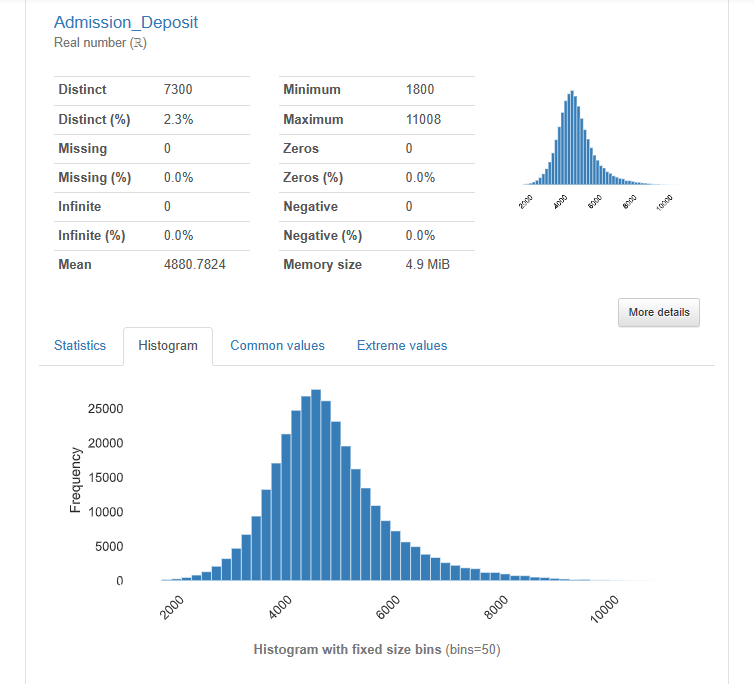 Admission_Deposit
Real number (ℝ)
Distinct 7300
Distinct (%) 2.3%
Missing 0
Missing (%) 0.0%
Infinite 0
Infinite (%) 0.0%
Mean 4880.7824
Minimum 1800
Maximum 11008
Zeros 0
Zeros (%) 0.0%
Negative 0
Negative (%) 0.0%
Memory size 4.9 MiB
2000 4000 6000 8000 10000
More details
Statistics Histogram Common values Extreme values
Frequency
25000
20000
15000
10000
5000
0
2000 4000 6000 8000 10000
Histogram with fixed size bins (bins=50)